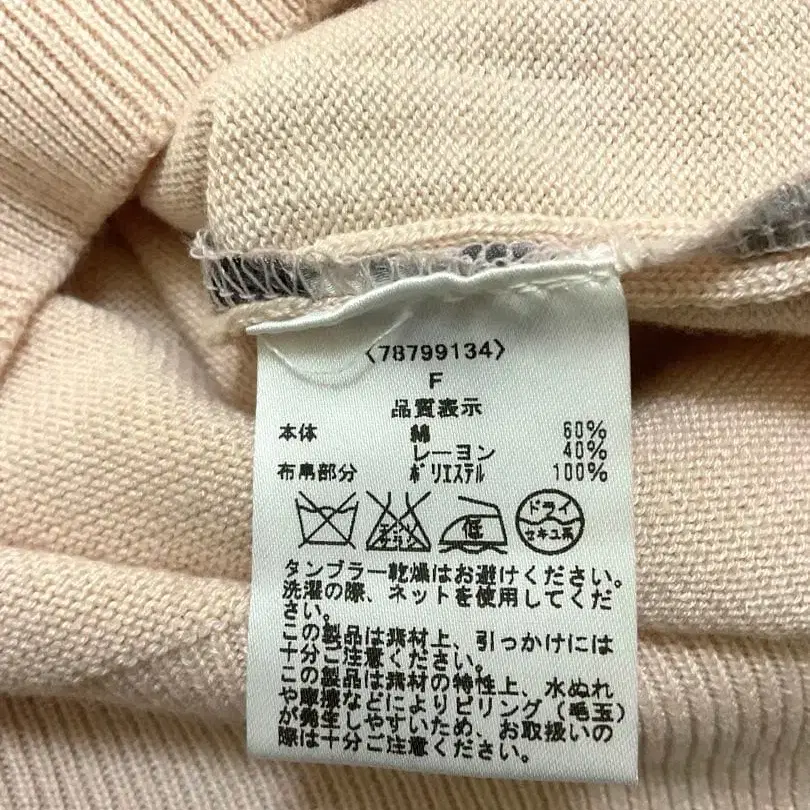 〈78799134〉
F
品質表示
本体 綿 60%
レーヨン 40%
布帛部分 ポリエステル 100%
エンソサラシ 低 ドライ セキユ系
タンブラー乾燥はお避けください。
洗濯の際、ネットを使用してくだ
さい。
この製品は素材上、引っかけには
十分ご注意ください。
この製品は素材の特性上、水ぬれ
や摩擦などによりピリング(毛玉)
が発生しやすいため、お取扱いの
際は十分ご注意ください。